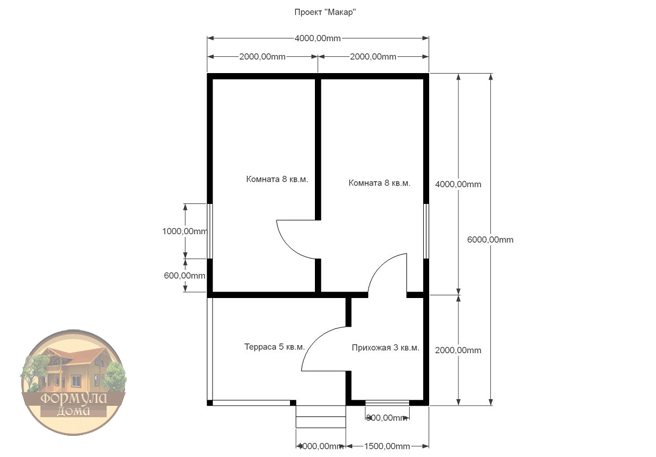 Проект "Макар"
4000,00mm
2000,00mm
2000,00mm
Комната 8 кв.м.
Комната 8 кв.м.
4000,00mm
1000,00mm
6000,00mm
600,00mm
Терраса 5 кв.м.
Прихожая 3 кв.м.
2000,00mm
формула
дома
800,00mm
1000,00mm
1500,00mm